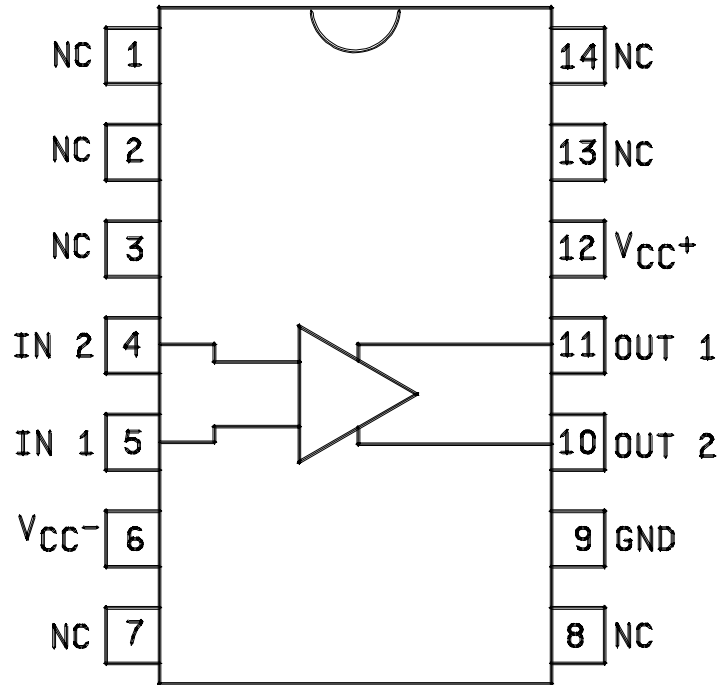 NC 1 14 NC
NC 2 13 NC
NC 3 12 VCC+
IN 2 4 11 OUT 1
IN 1 5 10 OUT 2
VCC- 6 9 GND
NC 7 8 NC